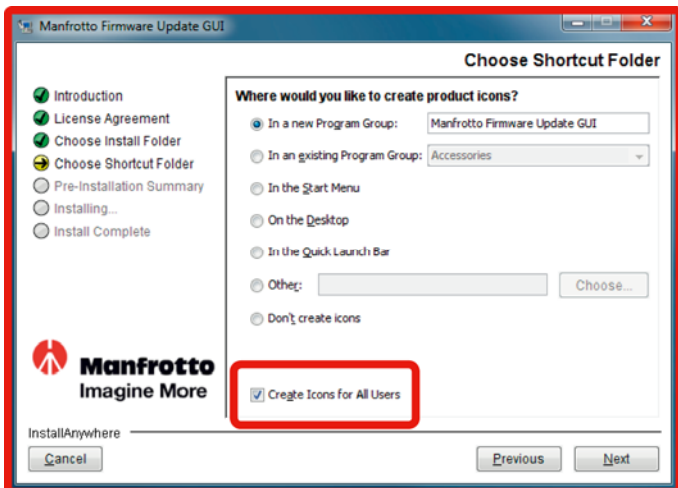 Manfrotto Firmware Update GUI
Choose Shortcut Folder
Introduction
License Agreement
Choose Install Folder
Choose Shortcut Folder
Pre-Installation Summary
Installing...
Install Complete
Where would you like to create product icons?
In a new Program Group: Manfrotto Firmware Update GUI
In an existing Program Group: Accessories
In the Start Menu
On the Desktop
In the Quick Launch Bar
Other: Choose...
Don't create icons
Create Icons for All Users
Manfrotto
Imagine More
InstallAnywhere
Cancel Previous Next